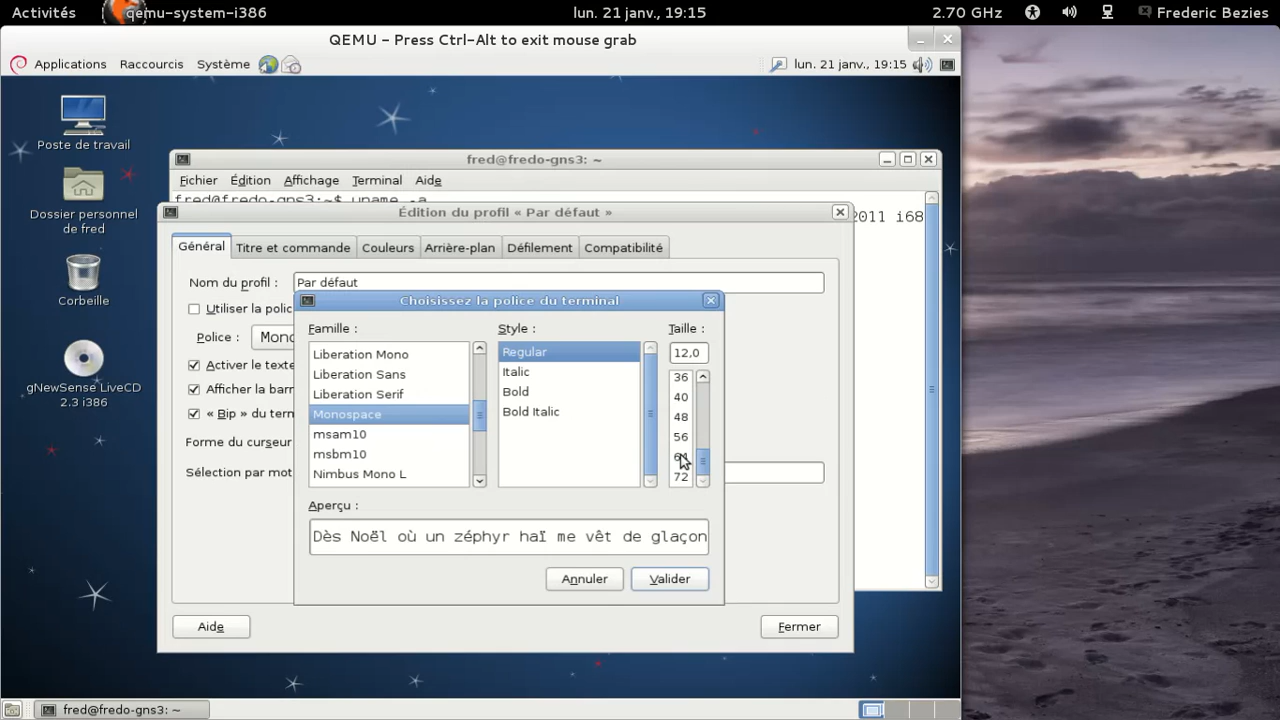 Activités qemu-system-i386 lun. 21 janv., 19:15 2.70 GHz Frederic Bezies
QEMU – Press Ctrl-Alt to exit mouse grab
Applications Raccourcis Système lun. 21 janv., 19:15
Poste de travail
Dossier personnel
de fred
Corbeille
gNewSense LiveCD
2.3 i386
fred@fredo-gns3: ~
Fichier Édition Affichage Terminal Aide
fred@fredo-gns3:~$ uname -a
2011 i68
Édition du profil « Par défaut »
Général Titre et commande Couleurs Arrière-plan Défilement Compatibilité
Nom du profil : Par défaut
Utiliser la polic
Police : Mono
Activer le texte
Afficher la barr
« Bip » du term
Forme du curseur
Sélection par mot
Choisissez la police du terminal
Famille : Style : Taille :
Liberation Mono
Liberation Sans
Liberation Serif
Monospace
msam10
msbm10
Nimbus Mono L
Regular
Italic
Bold
Bold Italic
12,0
36
40
48
56
72
Aperçu :
Dès Noël où un zéphyr haï me vêt de glaçon
Annuler Valider
Aide Fermer
fred@fredo-gns3: ~